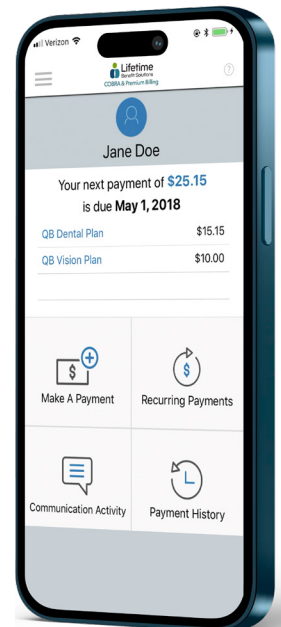 Verizon
Lifetime
Benefit Solutions
COBRA & Premium Billing
?
Jane Doe
Your next payment of $25.15
is due May 1, 2018
QB Dental Plan $15.15
QB Vision Plan $10.00
$
Make A Payment
$
Recurring Payments
Communication Activity
Payment History